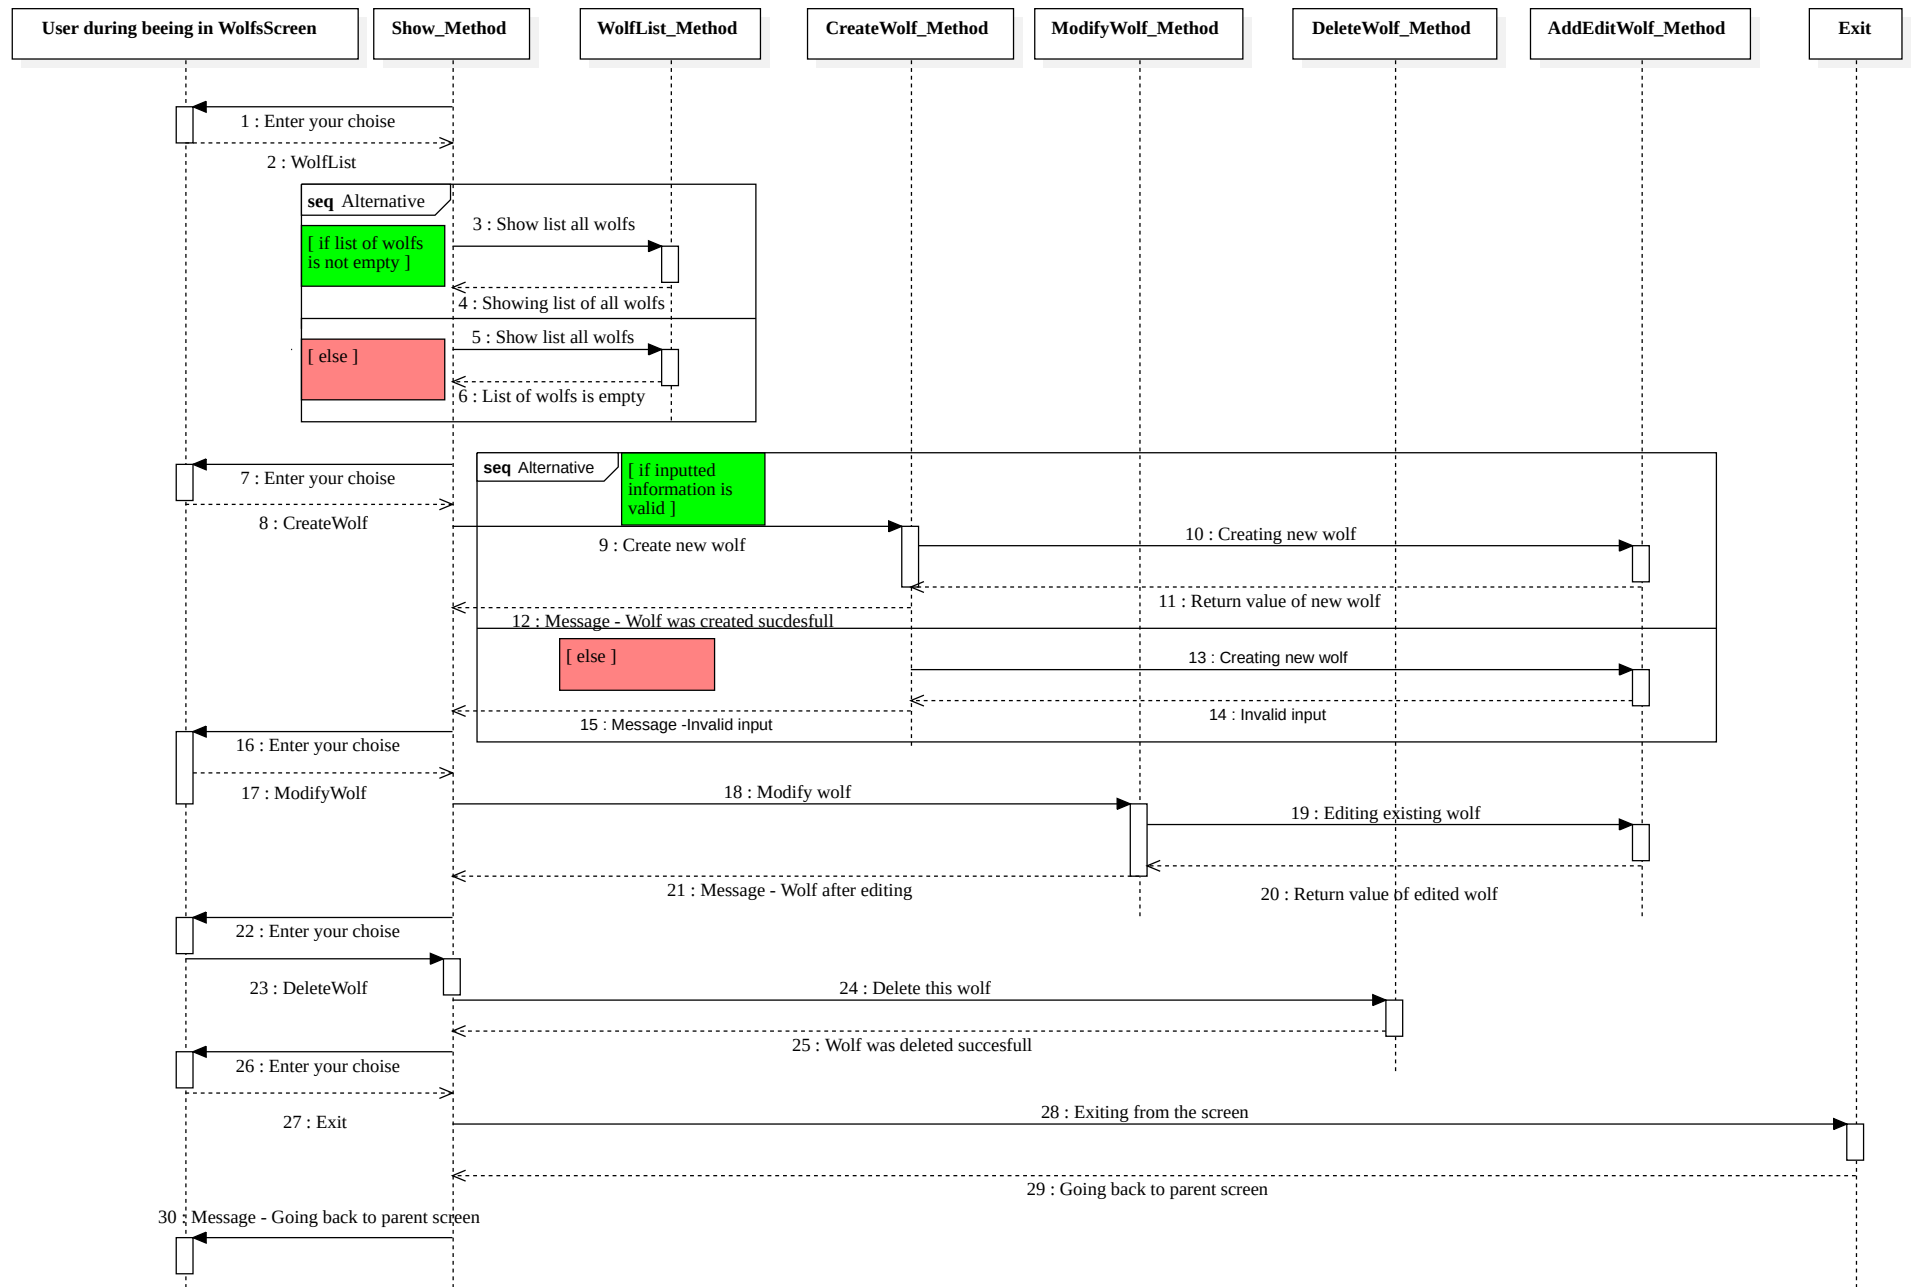 User during beeing in WolfsScreen
Show_Method
WolfList_Method
CreateWolf_Method
ModifyWolf_Method
DeleteWolf_Method
AddEditWolf_Method
Exit
1 : Enter your choise
2 : WolfList
seq Alternative
[ if list of wolfs
is not empty ]
3 : Show list all wolfs
4 : Showing list of all wolfs
[ else ]
5 : Show list all wolfs
6 : List of wolfs is empty
7 : Enter your choise
8 : CreateWolf
seq Alternative
[ if inputted
information is
valid ]
9 : Create new wolf
10 : Creating new wolf
11 : Return value of new wolf
12 : Message - Wolf was created sucdesfull
[ else ]
13 : Creating new wolf
14 : Invalid input
15 : Message -Invalid input
16 : Enter your choise
17 : ModifyWolf
18 : Modify wolf
19 : Editing existing wolf
20 : Return value of edited wolf
21 : Message - Wolf after editing
22 : Enter your choise
23 : DeleteWolf
24 : Delete this wolf
25 : Wolf was deleted succesfull
26 : Enter your choise
27 : Exit
28 : Exiting from the screen
29 : Going back to parent screen
30 : Message - Going back to parent screen